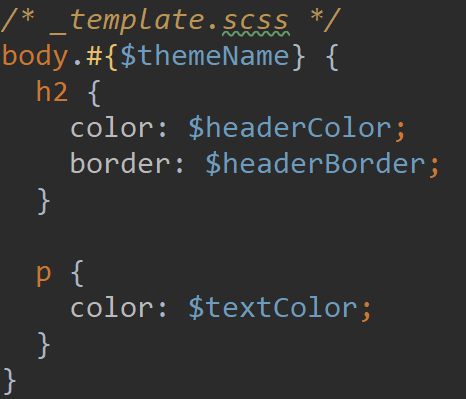 /* _template.scss */
body.#{$themeName} {
  h2 {
    color: $headerColor;
    border: $headerBorder;
  }

  p {
    color: $textColor;
  }
}